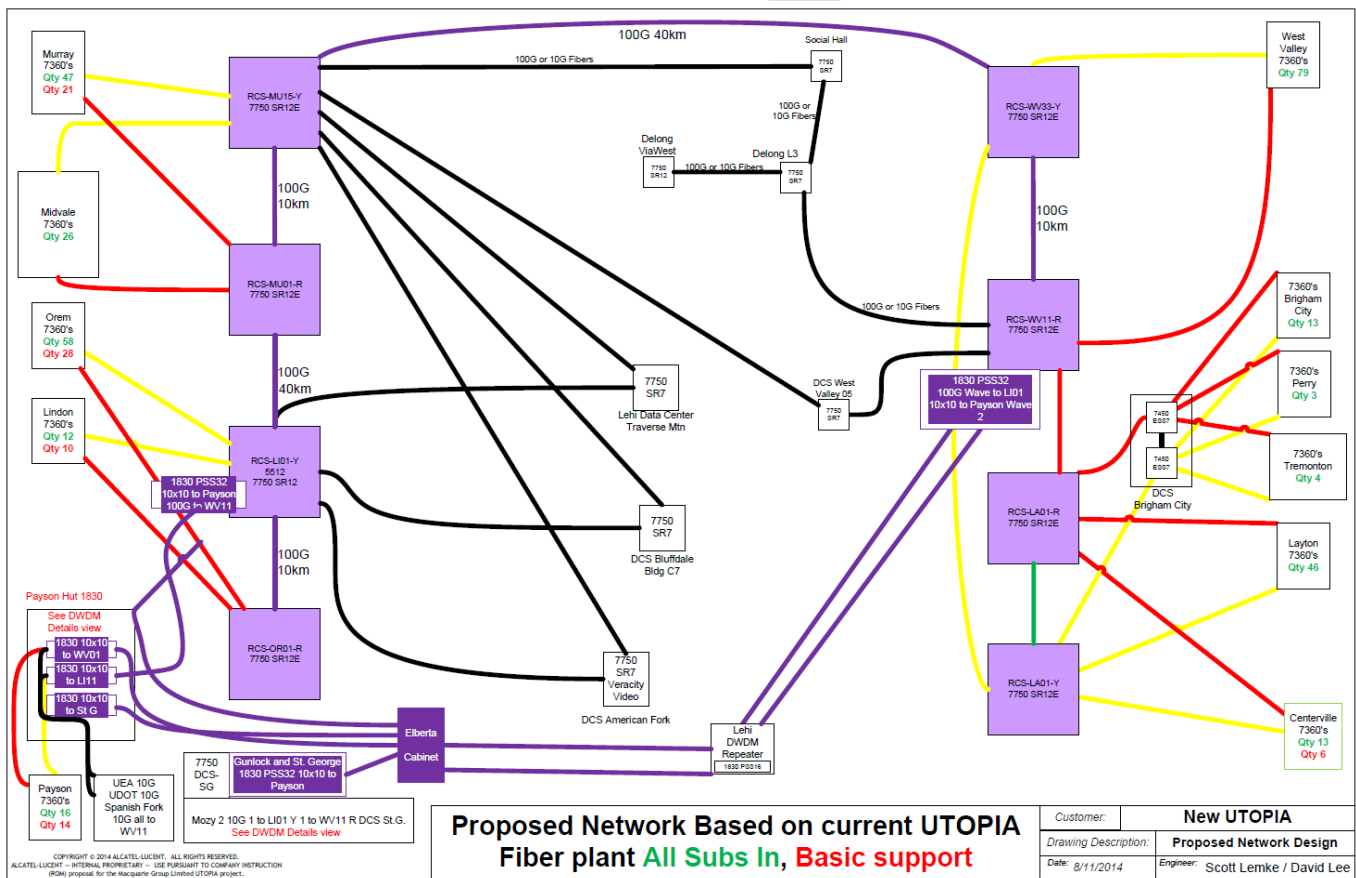 100G 40km
Murray
7360's
Qty 47
Qty 21
RCS-MU15-Y
7750 SR12E
100G or 10G Fibers
Social Hall
7750
SR7
RCS-WV33-Y
7750 SR12E
West
Valley
7360's
Qty 79
100G or
10G Fibers
Delong
ViaWest
7750
SR12
100G or 10G Fibers
Delong L3
7750
SR7
Midvale
7360's
Qty 26
100G
10km
100G
10km
RCS-MU01-R
7750 SR12E
100G or 10G Fibers
RCS-WV11-R
7750 SR12E
7360's
Brigham
City
Qty 13
Orem
7360's
Qty 58
Qty 28
100G
40km
7750
SR7
Lehi Data Center
Traverse Mtn
DCS West
Valley 05
7750
SR7
1830 PSS32
100G Wave to LI01
10x10 to Payson Wave
2
7360's
Perry
Qty 3
Lindon
7360's
Qty 12
Qty 10
RCS-LI01-Y
5512
7750 SR12
1830 PSS32
10x10 to Payson
100G to WV11
7450
ESS7
7450
ESS7
DCS
Brigham City
7360's
Tremonton
Qty 4
7750
SR7
DCS Bluffdale
Bldg C7
RCS-LA01-R
7750 SR12E
Layton
7360's
Qty 46
100G
10km
Payson Hut 1830
See DWDM
Details view
1830 10x10
to WV01
1830 10x10
to LI11
1830 10x10
to St G
RCS-OR01-R
7750 SR12E
7750
SR7
Veracity
Video
DCS American Fork
RCS-LA01-Y
7750 SR12E
Centerville
7360's
Qty 13
Qty 6
Elberta
Cabinet
Lehi
DWDM
Repeater
1830 PSS16
Payson
7360's
Qty 16
Qty 14
UEA 10G
UDOT 10G
Spanish Fork
10G all to
WV11
7750
DCS-
SG
Gunlock and St. George
1830 PSS32 10x10 to
Payson
Mozy 2 10G 1 to LI01 Y 1 to WV11 R DCS St.G.
See DWDM Details view
Proposed Network Based on current UTOPIA
Fiber plant All Subs In, Basic support
Customer: New UTOPIA
Drawing Description: Proposed Network Design
Date: 8/11/2014 Engineer: Scott Lemke / David Lee
COPYRIGHT © 2014 ALCATEL-LUCENT. ALL RIGHTS RESERVED.
ALCATEL-LUCENT — INTERNAL PROPRIETARY — USE PURSUANT TO COMPANY INSTRUCTION
(ROM) proposal for the Macquarie Group Limited UTOPIA project.